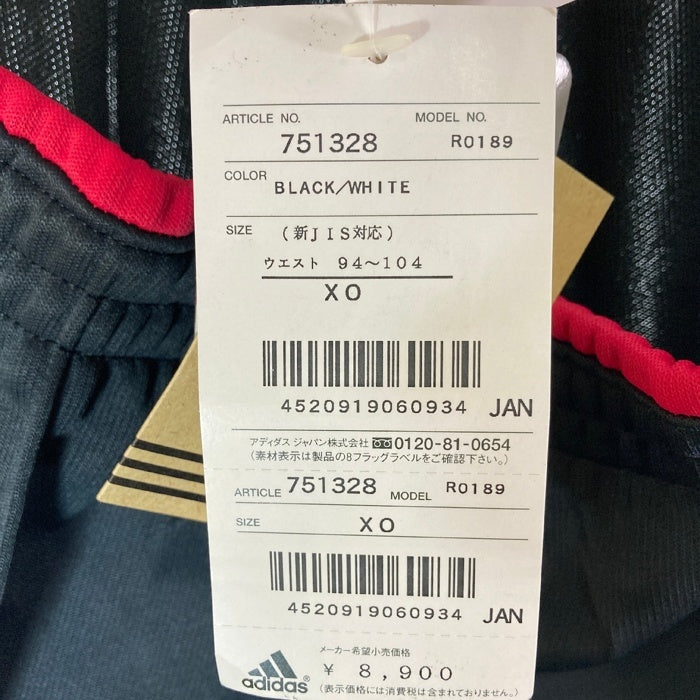 ARTICLE NO. MODEL NO.
751328 R0189
COLOR
BLACK/WHITE
SIZE (新JIS対応)
ウエスト 94～104
XO
4520919060934 JAN
アディダス ジャパン株式会社 0120-81-0654
(素材表示は製品の8フラッグラベルをご確認下さい。)
ARTICLE 751328 MODEL R0189
SIZE XO
4520919060934 JAN
メーカー希望小売価格
adidas ¥ 8,900
(表示価格には消費税は含まれておりません。)